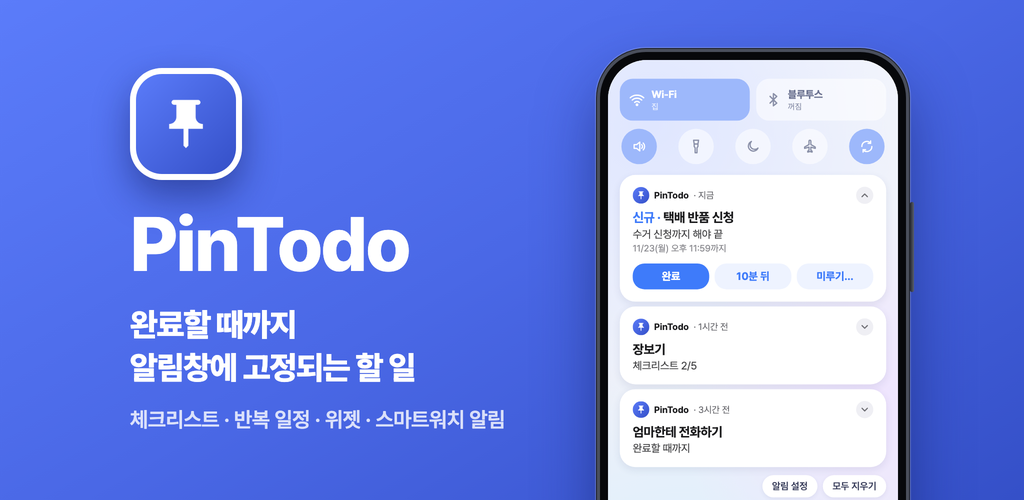 PinTodo
완료할 때까지
알림창에 고정되는 할 일
체크리스트 · 반복 일정 · 위젯 · 스마트워치 알림
Wi-Fi
집
블루투스
꺼짐
PinTodo · 지금
신규 · 택배 반품 신청
수거 신청까지 해야 끝
11/23(월) 오후 11:59까지
완료
10분 뒤
미루기...
PinTodo · 1시간 전
장보기
체크리스트 2/5
PinTodo · 3시간 전
엄마한테 전화하기
완료할 때까지
알림 설정
모두 지우기